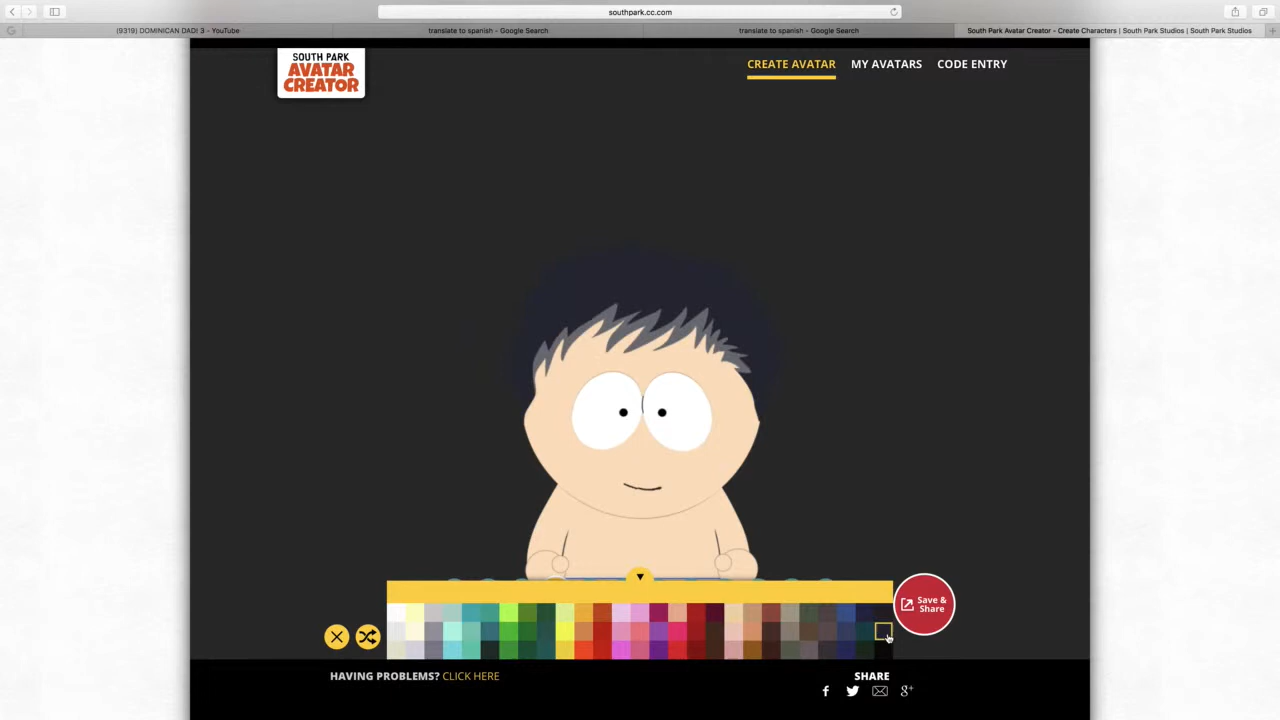 southpark.cc.com
(9319) DOMINICAN DAD! 3 - YouTube
translate to spanish - Google Search
translate to spanish - Google Search
South Park Avatar Creator - Create Characters | South Park Studios | South Park Studios
SOUTH PARK
AVATAR
CREATOR
CREATE AVATAR
MY AVATARS
CODE ENTRY
Save &
Share
HAVING PROBLEMS? CLICK HERE
SHARE